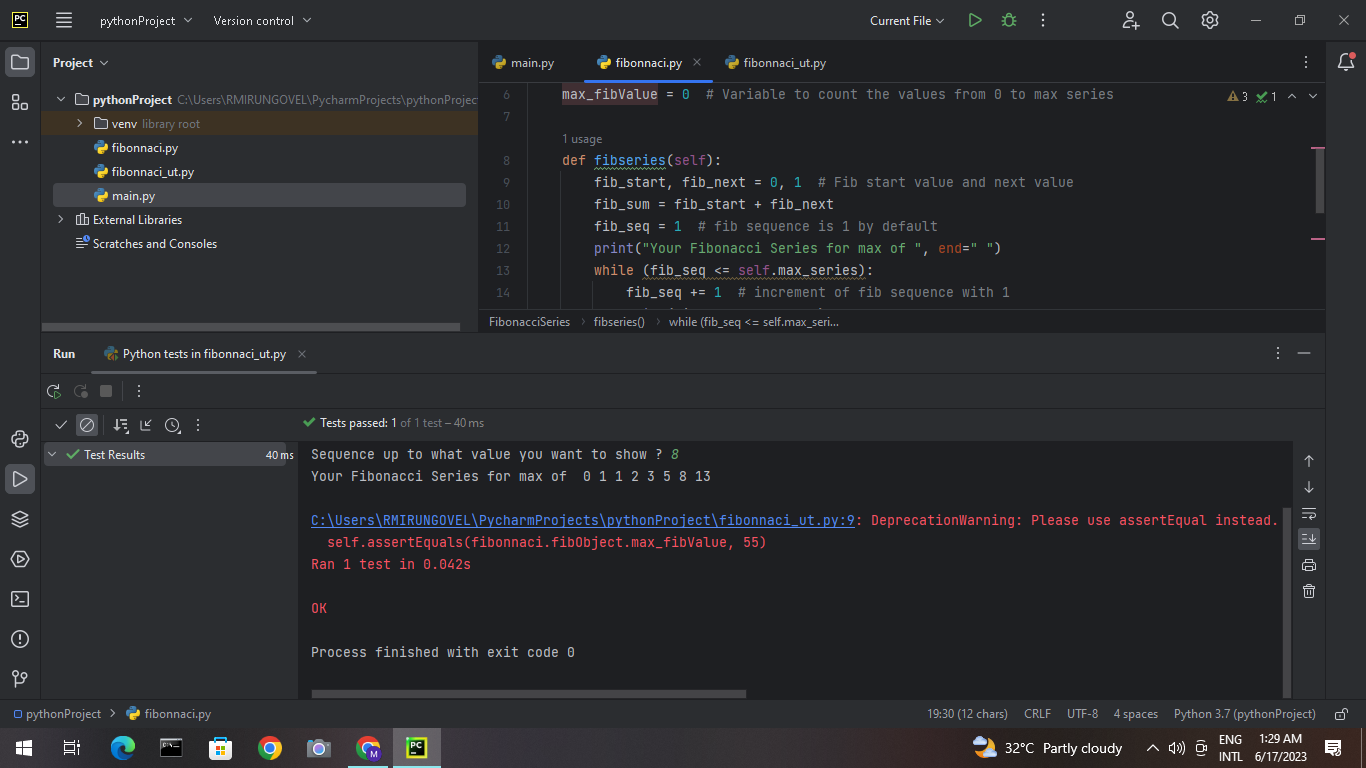 PC
pythonProject
Version control
Current File
Project
pythonProject C:\Users\RMIRUNGOVEL\PycharmProjects\pythonProjec
venv library root
fibonnaci.py
fibonnaci_ut.py
main.py
External Libraries
Scratches and Consoles
main.py
fibonnaci.py
fibonnaci_ut.py
3
1
6 max_fibValue = 0 # Variable to count the values from 0 to max series
7
1 usage
8 def fibseries(self):
9 fib_start, fib_next = 0, 1 # Fib start value and next value
10 fib_sum = fib_start + fib_next
11 fib_seq = 1 # fib sequence is 1 by default
12 print("Your Fibonacci Series for max of ", end=" ")
13 while (fib_seq <= self.max_series):
14 fib_seq += 1 # increment of fib sequence with 1
FibonacciSeries
fibseries()
while (fib_seq <= self.max_seri...
Run
Python tests in fibonnaci_ut.py
Tests passed: 1 of 1 test – 40 ms
Test Results 40 ms
Sequence up to what value you want to show ? 8
Your Fibonacci Series for max of  0 1 1 2 3 5 8 13
C:\Users\RMIRUNGOVEL\PycharmProjects\pythonProject\fibonnaci_ut.py:9: DeprecationWarning: Please use assertEqual instead.
self.assertEquals(fibonnaci.fibObject.max_fibValue, 55)
Ran 1 test in 0.042s
OK
Process finished with exit code 0
pythonProject
fibonnaci.py
19:30 (12 chars)
CRLF
UTF-8
4 spaces
Python 3.7 (pythonProject)
M
PC
32°C Partly cloudy
ENG
INTL
1:29 AM
6/17/2023